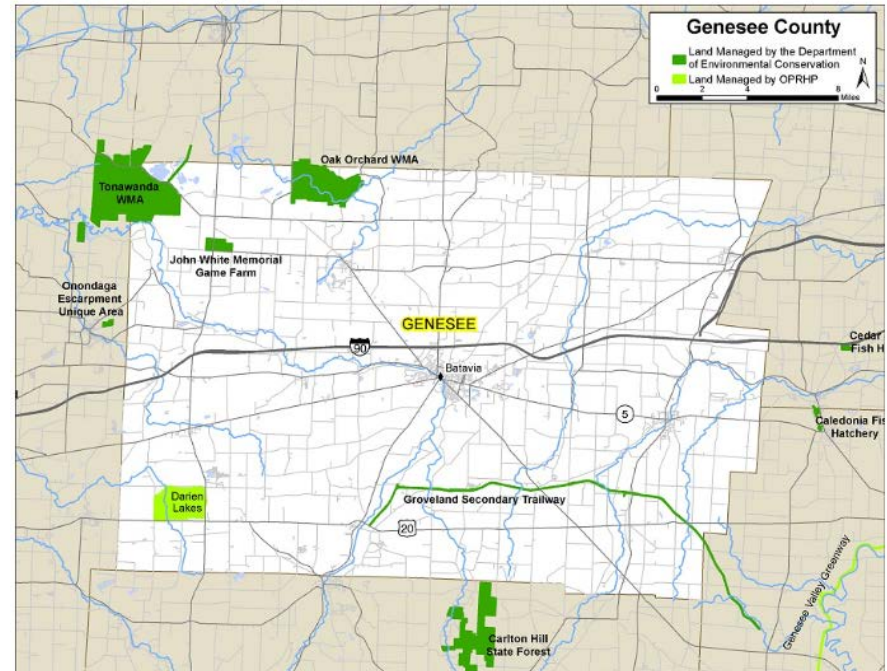 Genesee County
Land Managed by the Department
of Environmental Conservation
Land Managed by OPRHP
N
0 2 4 8
Miles
Oak Orchard WMA
Tonawanda
WMA
John White Memorial
Game Farm
Onondaga
Escarpment
Unique Area
GENESEE
90
Cedar
Fish H
Batavia
5
Caledonia Fis
Hatchery
Darien
Lakes
Groveland Secondary Trailway
20
Genesee Valley Greenway
Carlton Hill
State Forest